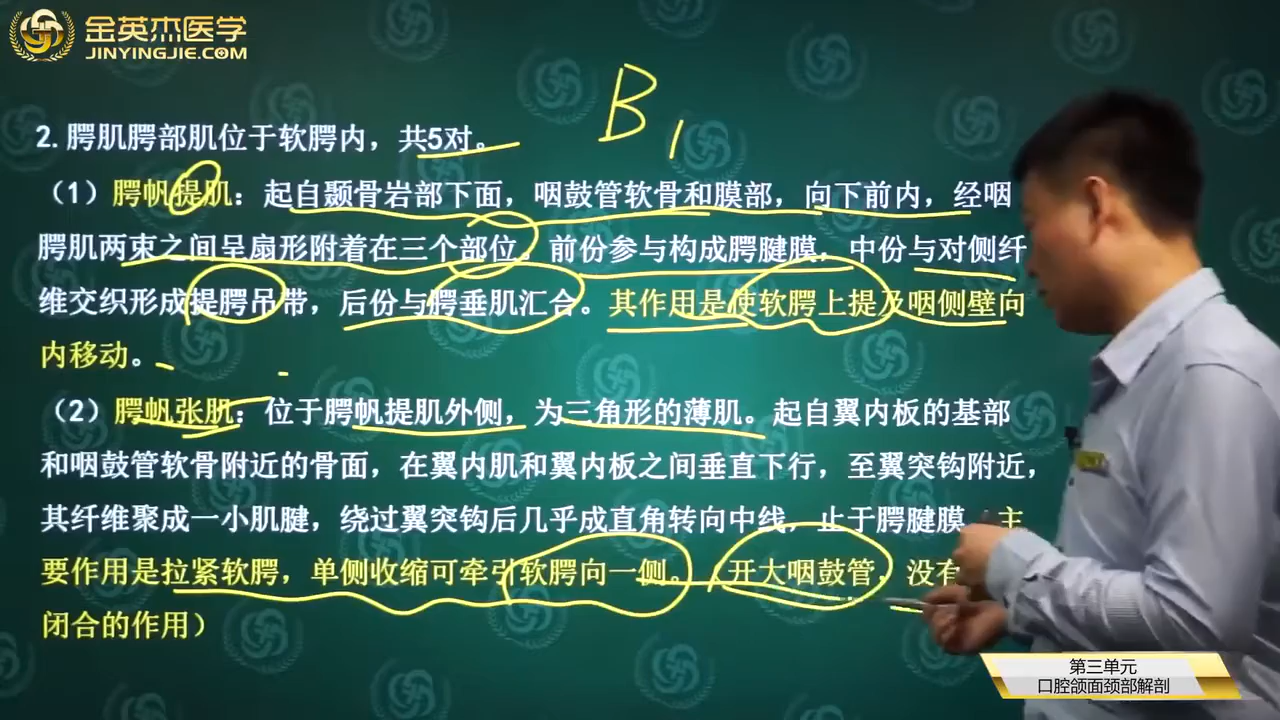 金英杰医学
JINYINGJIE.COM
B1
2. 腭肌腭部肌位于软腭内，共5对。
（1）腭帆提肌：起自颞骨岩部下面，咽鼓管软骨和膜部，向下前内，经咽
腭肌两束之间呈扇形附着在三个部位。前份参与构成腭腱膜，中份与对侧纤
维交织形成提腭吊带，后份与腭垂肌汇合。其作用是使软腭上提及咽侧壁向
内移动。
（2）腭帆张肌：位于腭帆提肌外侧，为三角形的薄肌。起自翼内板的基部
和咽鼓管软骨附近的骨面，在翼内肌和翼内板之间垂直下行，至翼突钩附近，
其纤维聚成一小肌腱，绕过翼突钩后几乎成直角转向中线，止于腭腱膜。主
要作用是拉紧软腭，单侧收缩可牵引软腭向一侧。（开大咽鼓管，没有
闭合的作用）
第三单元
口腔颌面颈部解剖